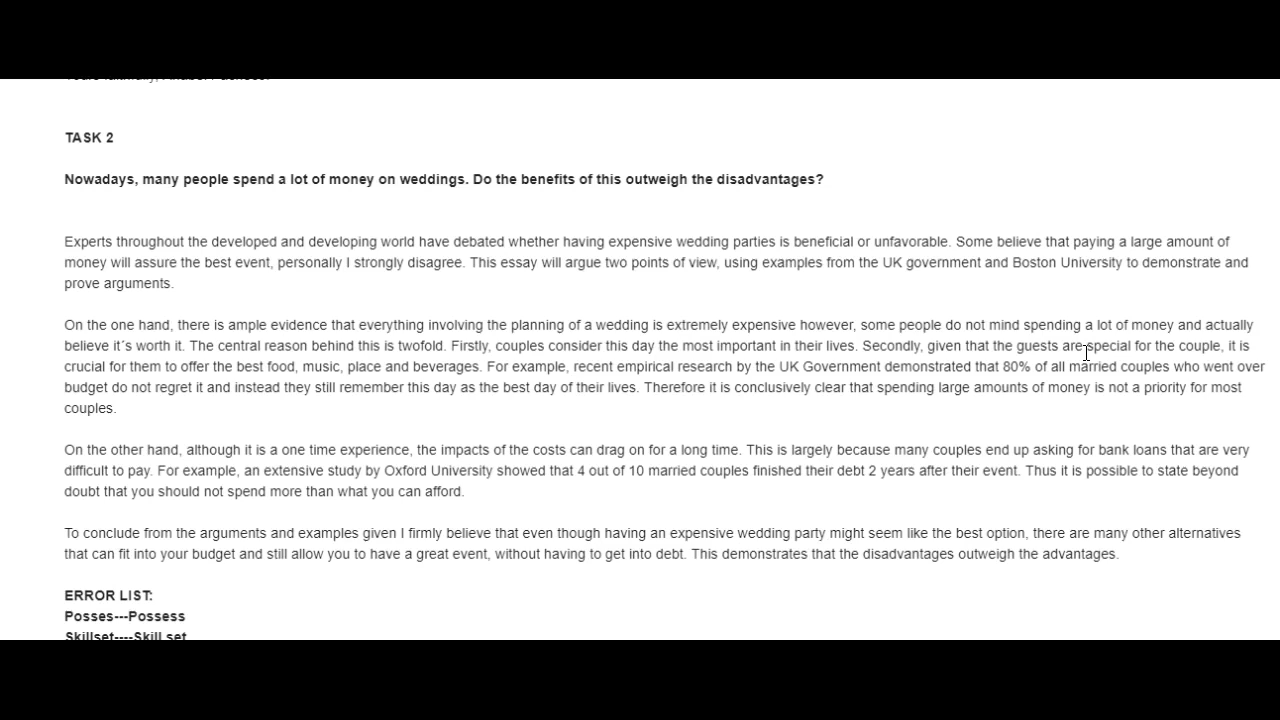 TASK 2
Nowadays, many people spend a lot of money on weddings. Do the benefits of this outweigh the disadvantages?
Experts throughout the developed and developing world have debated whether having expensive wedding parties is beneficial or unfavorable. Some believe that paying a large amount of
money will assure the best event, personally I strongly disagree. This essay will argue two points of view, using examples from the UK government and Boston University to demonstrate and
prove arguments.
On the one hand, there is ample evidence that everything involving the planning of a wedding is extremely expensive however, some people do not mind spending a lot of money and actually
believe it´s worth it. The central reason behind this is twofold. Firstly, couples consider this day the most important in their lives. Secondly, given that the guests are special for the couple, it is
crucial for them to offer the best food, music, place and beverages. For example, recent empirical research by the UK Government demonstrated that 80% of all married couples who went over
budget do not regret it and instead they still remember this day as the best day of their lives. Therefore it is conclusively clear that spending large amounts of money is not a priority for most
couples.
On the other hand, although it is a one time experience, the impacts of the costs can drag on for a long time. This is largely because many couples end up asking for bank loans that are very
difficult to pay. For example, an extensive study by Oxford University showed that 4 out of 10 married couples finished their debt 2 years after their event. Thus it is possible to state beyond
doubt that you should not spend more than what you can afford.
To conclude from the arguments and examples given I firmly believe that even though having an expensive wedding party might seem like the best option, there are many other alternatives
that can fit into your budget and still allow you to have a great event, without having to get into debt. This demonstrates that the disadvantages outweigh the advantages.
ERROR LIST:
Posses---Possess
Skillset----Skill set